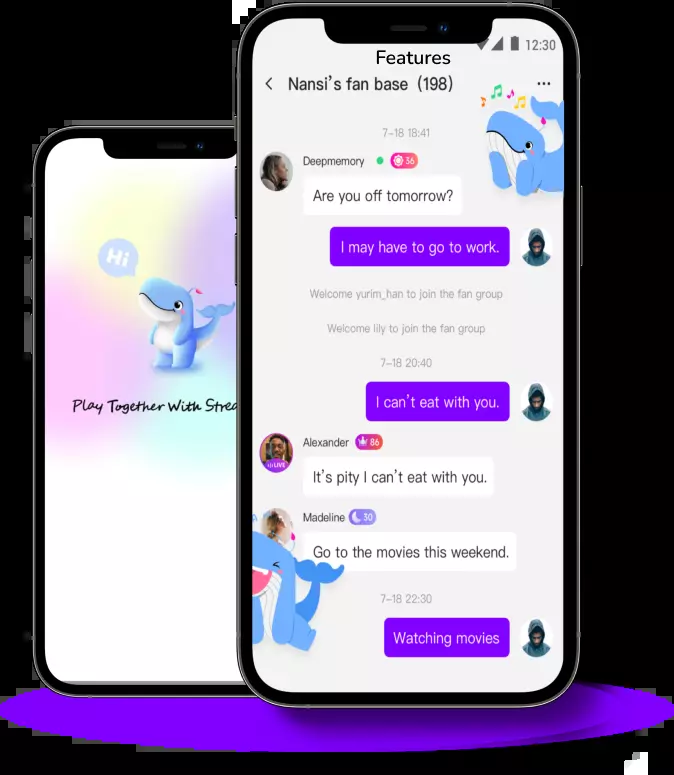 12:30
Features
Nansi's fan base (198)
7-18 18:41
Deepmemory 36
Are you off tomorrow?
I may have to go to work.
Welcome yurim_han to join the fan group
Welcome lily to join the fan group
7-18 20:40
I can't eat with you.
Alexander 86
LIVE
It's pity I can't eat with you.
Madeline 30
Go to the movies this weekend.
7-18 22:30
Watching movies
Hi
Play Together With